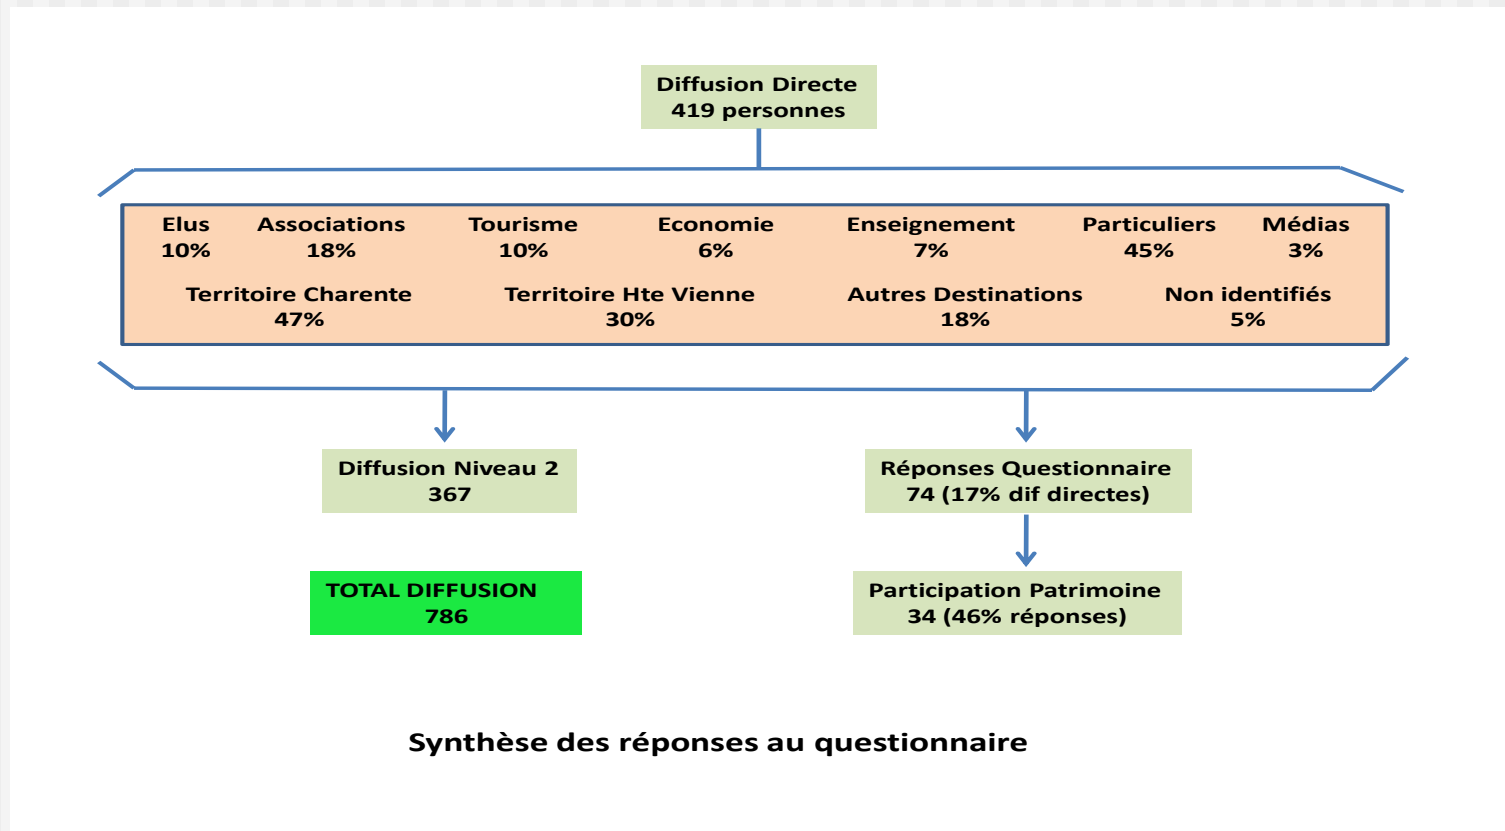 Diffusion Directe
419 personnes
Elus Associations Tourisme Economie Enseignement Particuliers Médias
10% 18% 10% 6% 7% 45% 3%
Territoire Charente Territoire Hte Vienne Autres Destinations Non identifiés
47% 30% 18% 5%
Diffusion Niveau 2
367
Réponses Questionnaire
74 (17% dif directes)
TOTAL DIFFUSION
786
Participation Patrimoine
34 (46% réponses)
Synthèse des réponses au questionnaire